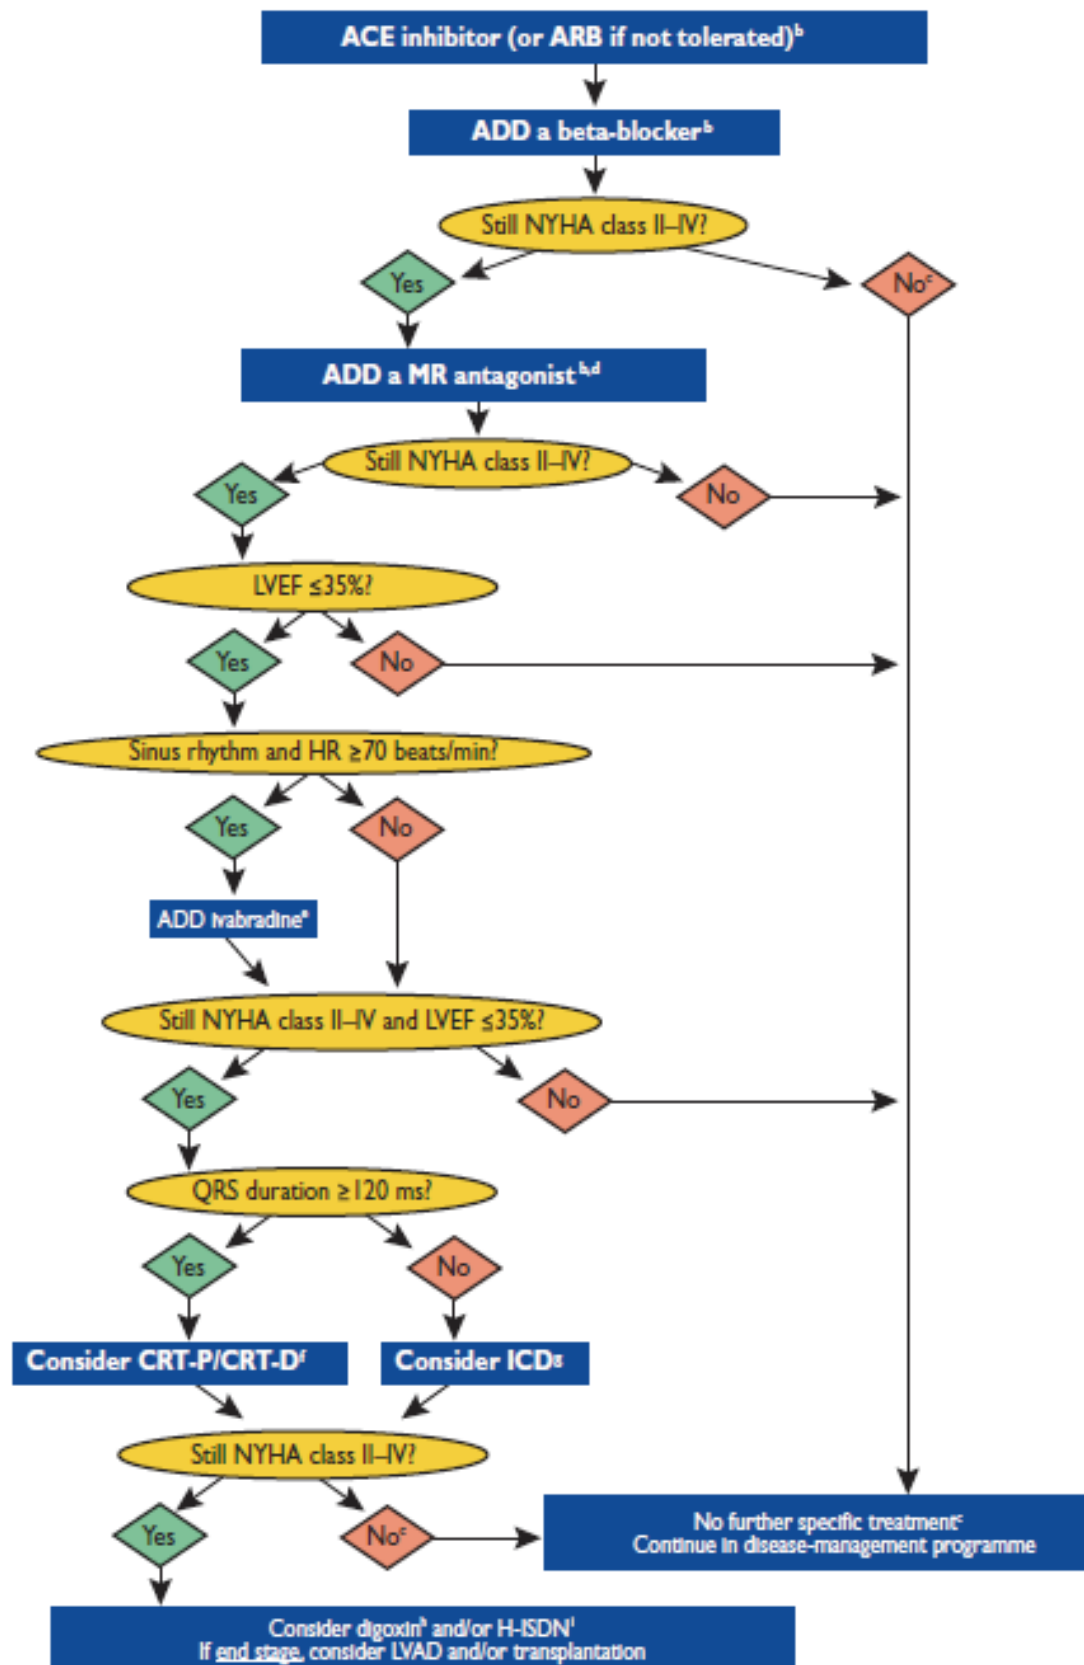 ACE inhibitor (or ARB if not tolerated)ᵇ
ADD a beta-blockerᵇ
Still NYHA class II–IV?
Yes
Noᶜ
ADD a MR antagonistᵇ,ᵈ
Still NYHA class II–IV?
Yes
No
LVEF ≤35%?
Yes
No
Sinus rhythm and HR ≥70 beats/min?
Yes
No
ADD ivabradineᵉ
Still NYHA class II–IV and LVEF ≤35%?
Yes
No
QRS duration ≥120 ms?
Yes
No
Consider CRT-P/CRT-Dᶠ
Consider ICDᵍ
Still NYHA class II–IV?
Yes
Noᶜ
No further specific treatmentᶜ
Continue in disease-management programme
Consider digoxinʰ and/or H-ISDNⁱ
If end stage, consider LVAD and/or transplantation